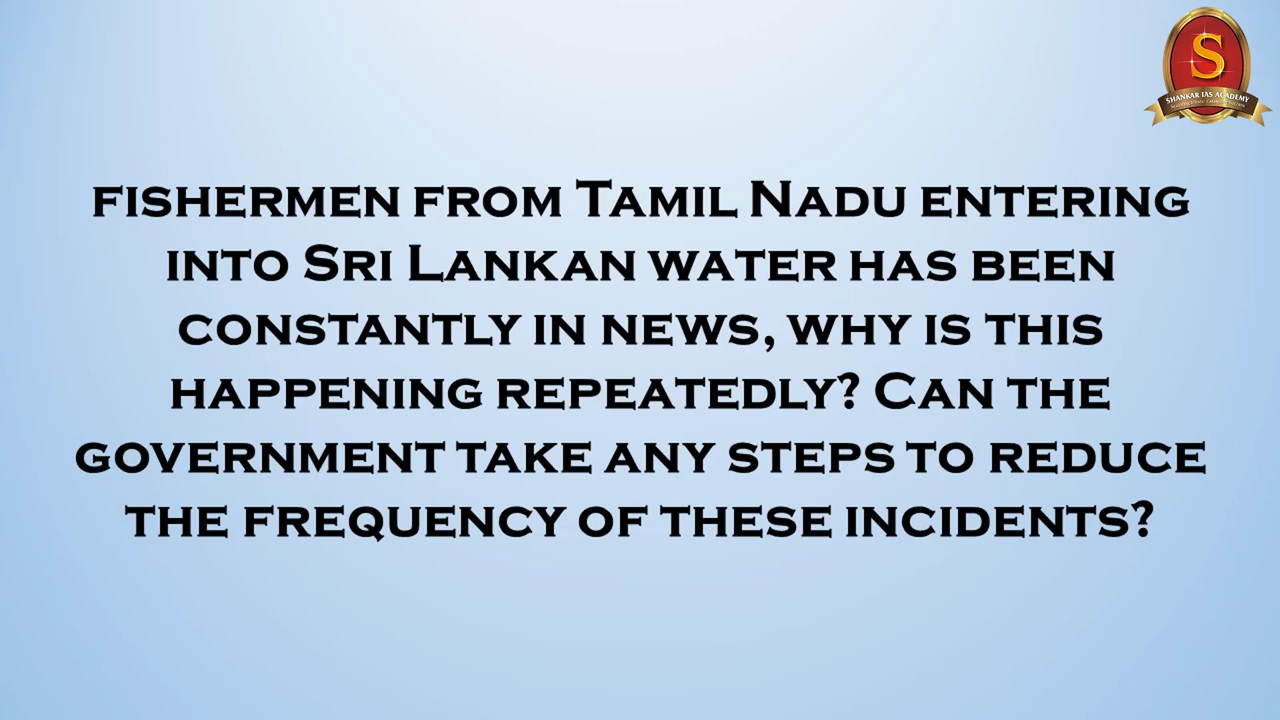 SHANKAR IAS ACADEMY
FISHERMEN FROM TAMIL NADU ENTERING
INTO SRI LANKAN WATER HAS BEEN
CONSTANTLY IN NEWS, WHY IS THIS
HAPPENING REPEATEDLY? CAN THE
GOVERNMENT TAKE ANY STEPS TO REDUCE
THE FREQUENCY OF THESE INCIDENTS?